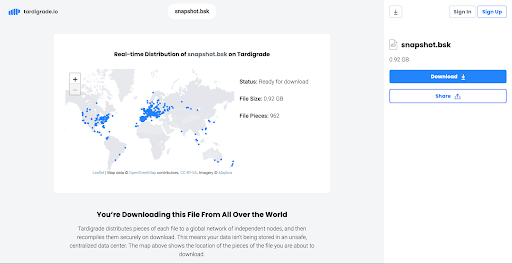 tardigrade.io
snapshot.bsk
Sign In
Sign Up
Real-time Distribution of snapshot.bsk on Tardigrade
+
−
Status: Ready for download
File Size: 0.92 GB
File Pieces: 962
Leaflet | Map data © OpenStreetMap contributors, CC-BY-SA, Imagery © Mapbox
snapshot.bsk
0.92 GB
Download
Share
You're Downloading this File From All Over the World
Tardigrade distributes pieces of each file to a global network of independent nodes, and then
recompiles them securely on download. This means your data isn't being stored in an unsafe,
centralized data center. The map above shows the location of the pieces of the file you are about to
download.